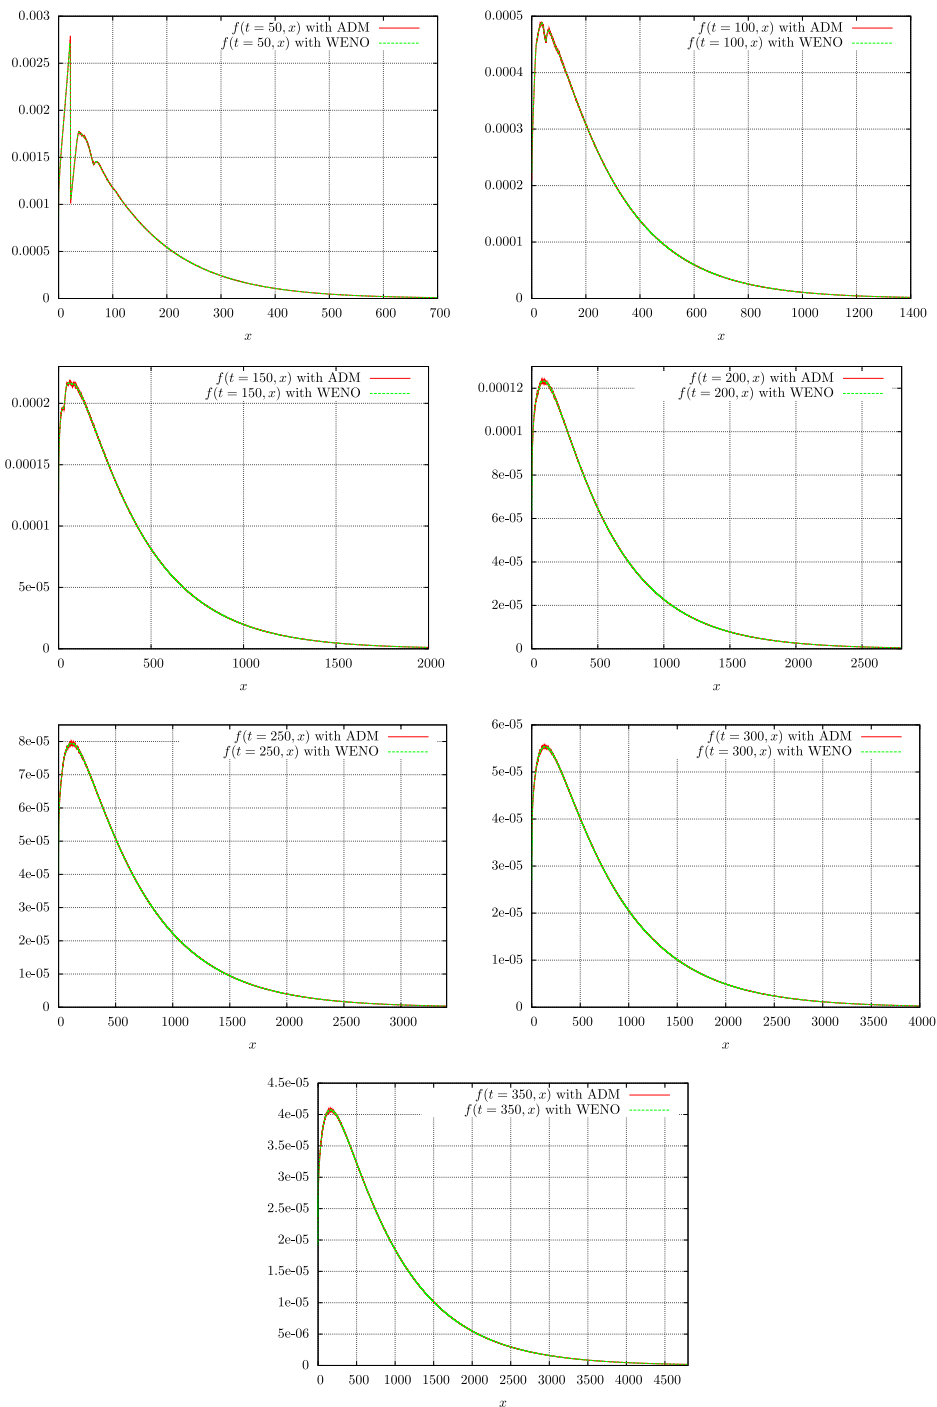 0.003
0.0025
0.002
0.0015
0.001
0.0005
0
f(t = 50, x) with ADM
f(t = 50, x) with WENO
0 100 200 300 400 500 600 700
x
0.0005
0.0004
0.0003
0.0002
0.0001
0
f(t = 100, x) with ADM
f(t = 100, x) with WENO
0 200 400 600 800 1000 1200 1400
x
0.0002
0.00015
0.0001
5e-05
0
f(t = 150, x) with ADM
f(t = 150, x) with WENO
0 500 1000 1500 2000
x
0.00012
0.0001
8e-05
6e-05
4e-05
2e-05
0
f(t = 200, x) with ADM
f(t = 200, x) with WENO
0 500 1000 1500 2000 2500
x
8e-05
7e-05
6e-05
5e-05
4e-05
3e-05
2e-05
1e-05
0
f(t = 250, x) with ADM
f(t = 250, x) with WENO
0 500 1000 1500 2000 2500 3000
x
6e-05
5e-05
4e-05
3e-05
2e-05
1e-05
0
f(t = 300, x) with ADM
f(t = 300, x) with WENO
0 500 1000 1500 2000 2500 3000 3500 4000
x
4.5e-05
4e-05
3.5e-05
3e-05
2.5e-05
2e-05
1.5e-05
1e-05
5e-06
0
f(t = 350, x) with ADM
f(t = 350, x) with WENO
0 500 1000 1500 2000 2500 3000 3500 4000 4500
x